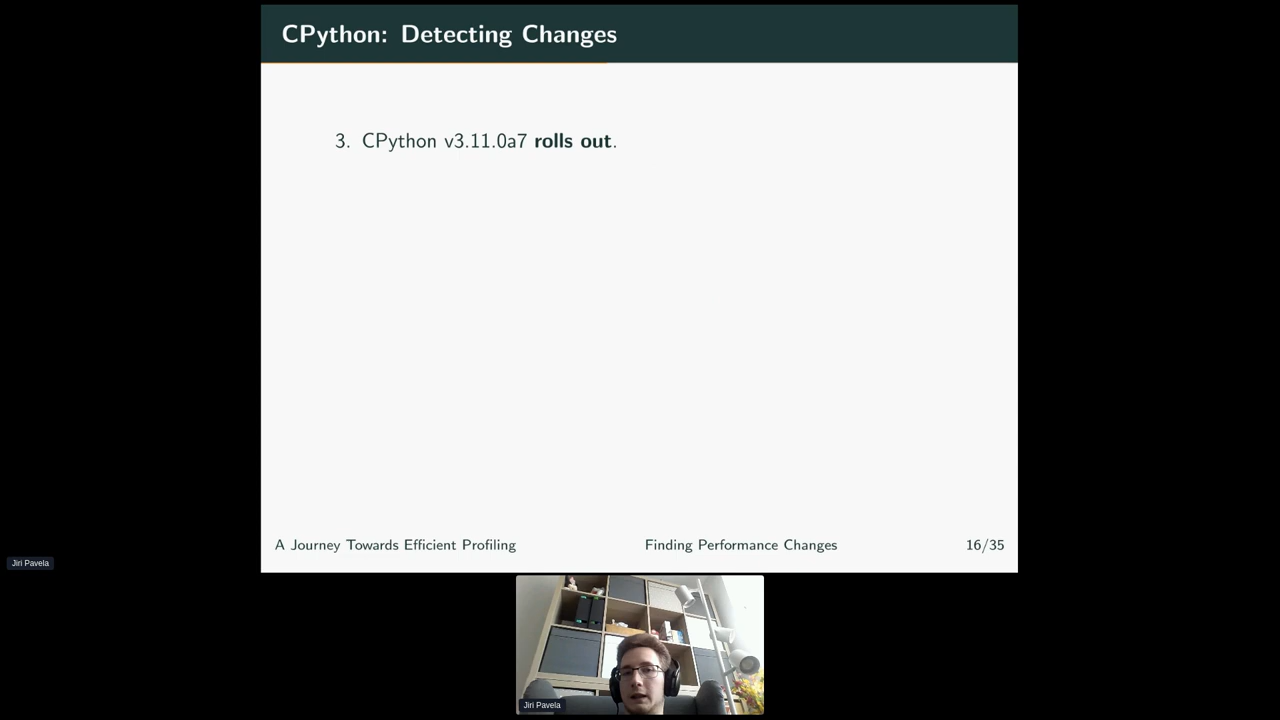 CPython: Detecting Changes
3. CPython v3.11.0a7 rolls out.
A Journey Towards Efficient Profiling
Finding Performance Changes
16/35
Jiri Pavela
Jiri Pavela